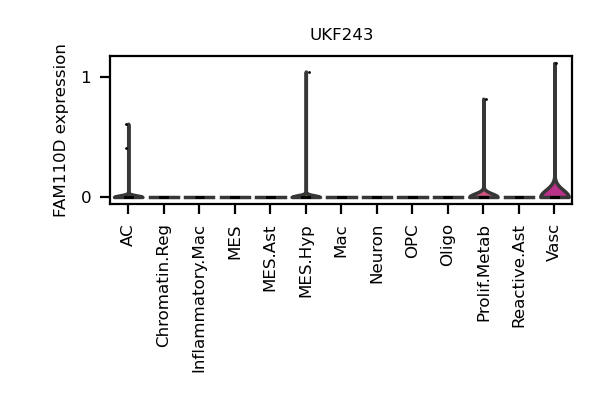 UKF243
FAM110D expression
1
0
AC
Chromatin.Reg
Inflammatory.Mac
MES
MES.Ast
MES.Hyp
Mac
Neuron
OPC
Oligo
Prolif.Metab
Reactive.Ast
Vasc